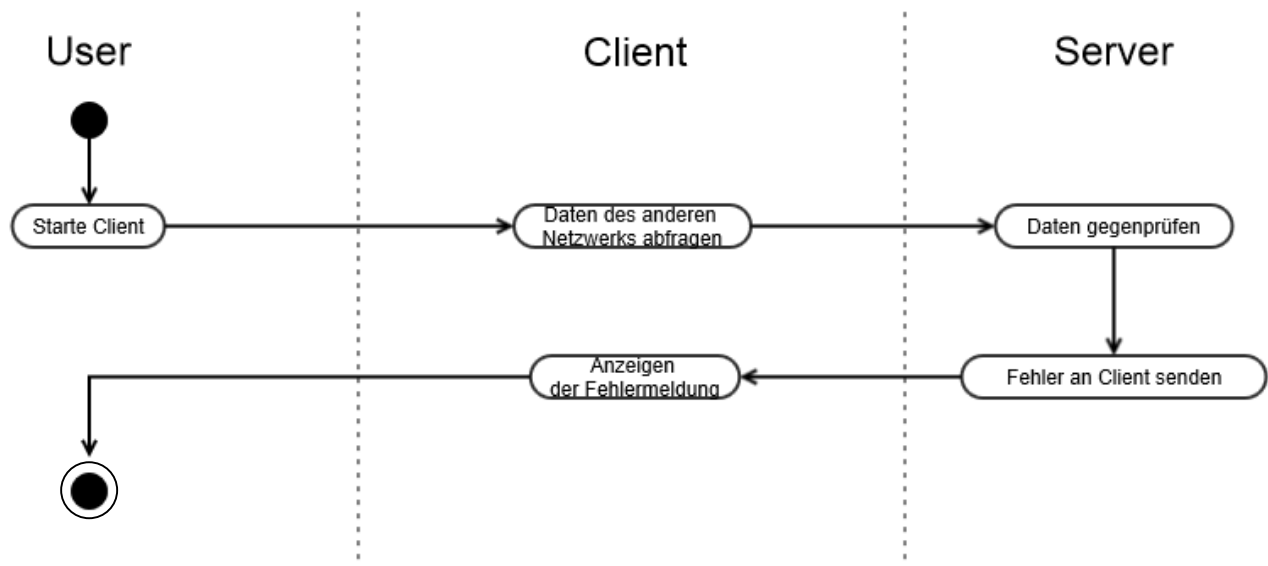 User
Client
Server
Starte Client
Daten des anderen
Netzwerks abfragen
Daten gegenprüfen
Anzeigen
der Fehlermeldung
Fehler an Client senden